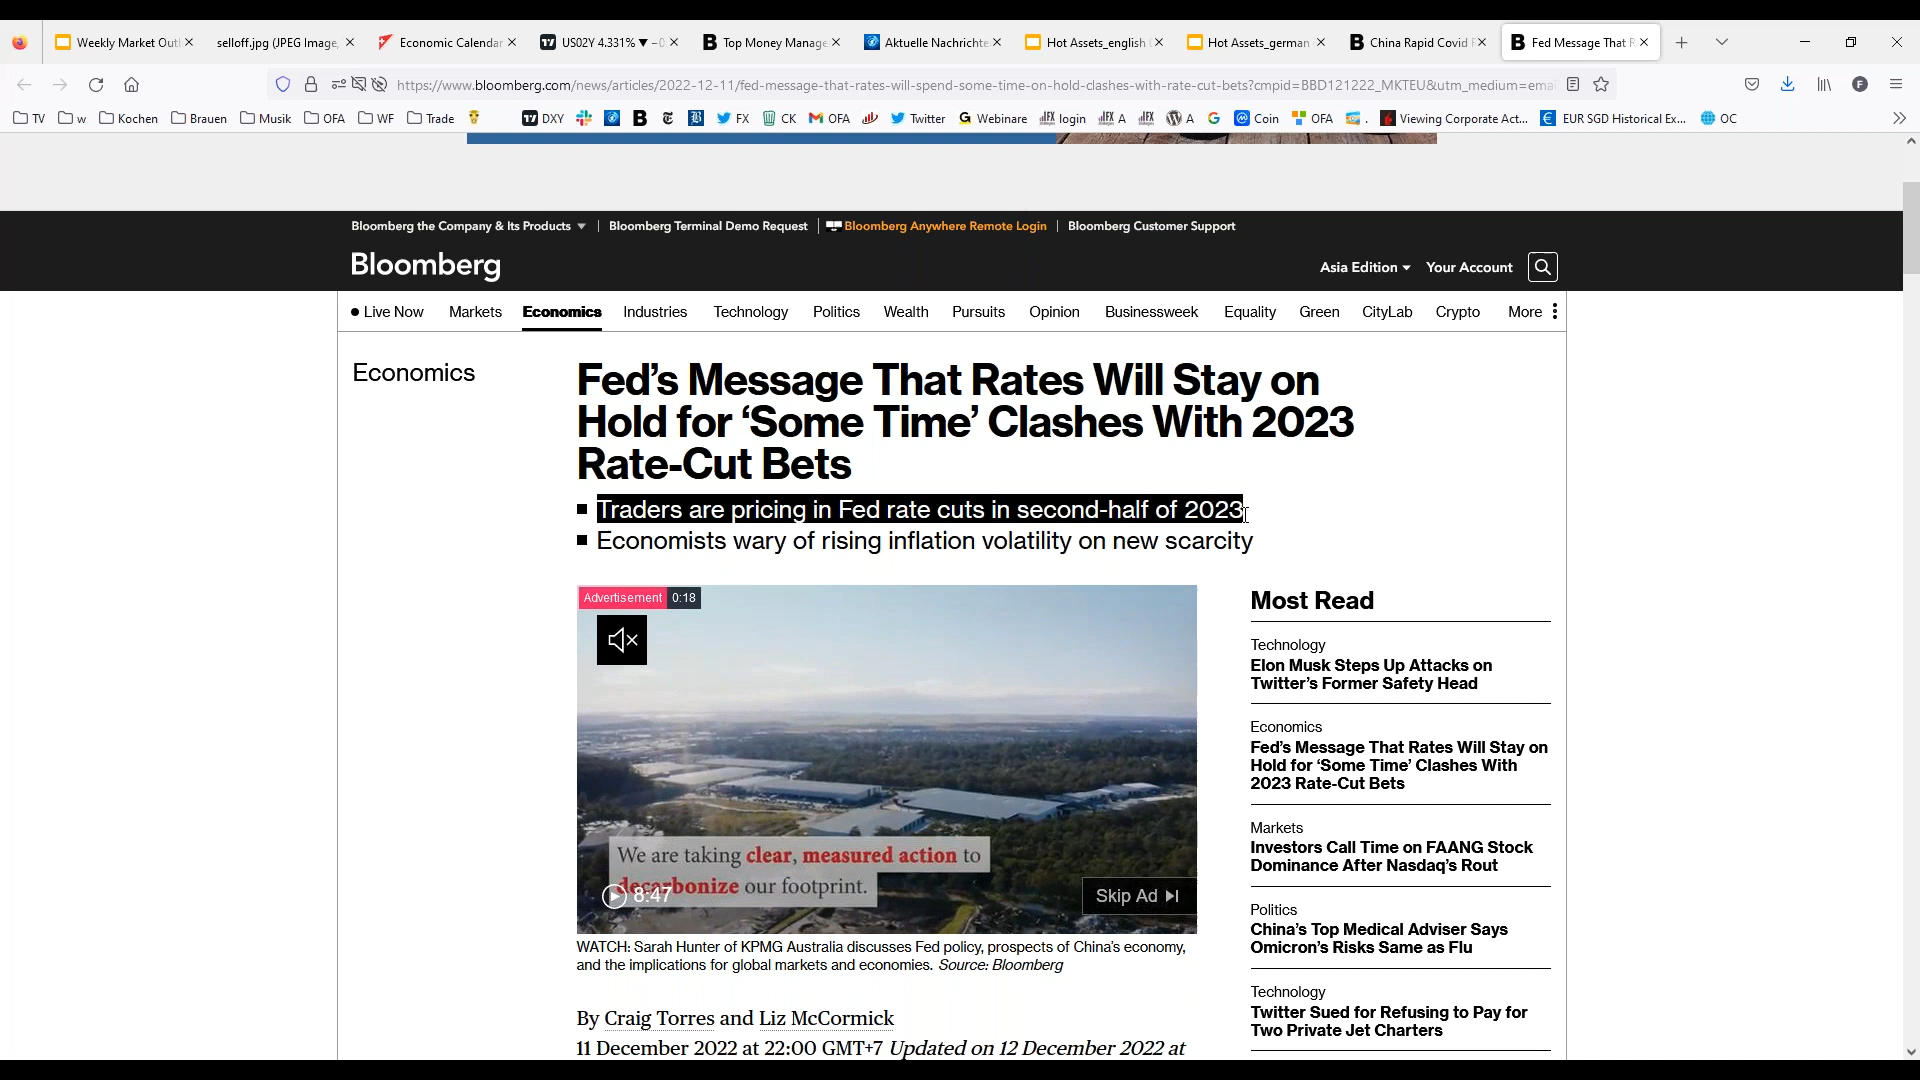 Weekly Market Outl
selloff.jpg (JPEG Image,
Economic Calendar
US02Y 4.331% ▼ −0
Top Money Manage
Aktuelle Nachrichte
Hot Assets_english
Hot Assets_german
China Rapid Covid
Fed Message That R
https://www.bloomberg.com/news/articles/2022-12-11/fed-message-that-rates-will-spend-some-time-on-hold-clashes-with-rate-cut-bets?cmpid=BBD121222_MKTEU&utm_medium=emai
TV w Kochen Brauen Musik OFA WF Trade DXY FX CK OFA Twitter Webinare login A A Coin OFA . Viewing Corporate Act... EUR SGD Historical Ex... OC
Bloomberg the Company & Its Products ▼ | Bloomberg Terminal Demo Request | Bloomberg Anywhere Remote Login | Bloomberg Customer Support
Bloomberg
Asia Edition ▾ Your Account
• Live Now Markets Economics Industries Technology Politics Wealth Pursuits Opinion Businessweek Equality Green CityLab Crypto More
Economics
Fed’s Message That Rates Will Stay on
Hold for ‘Some Time’ Clashes With 2023
Rate-Cut Bets
■ Traders are pricing in Fed rate cuts in second-half of 2023
■ Economists wary of rising inflation volatility on new scarcity
Advertisement 0:18
We are taking clear, measured action to
decarbonize our footprint.
8:47
Skip Ad
WATCH: Sarah Hunter of KPMG Australia discusses Fed policy, prospects of China’s economy,
and the implications for global markets and economies. Source: Bloomberg
By Craig Torres and Liz McCormick
11 December 2022 at 22:00 GMT+7 Updated on 12 December 2022 at
Most Read
Technology
Elon Musk Steps Up Attacks on
Twitter’s Former Safety Head
Economics
Fed’s Message That Rates Will Stay on
Hold for ‘Some Time’ Clashes With
2023 Rate-Cut Bets
Markets
Investors Call Time on FAANG Stock
Dominance After Nasdaq’s Rout
Politics
China’s Top Medical Adviser Says
Omicron’s Risks Same as Flu
Technology
Twitter Sued for Refusing to Pay for
Two Private Jet Charters